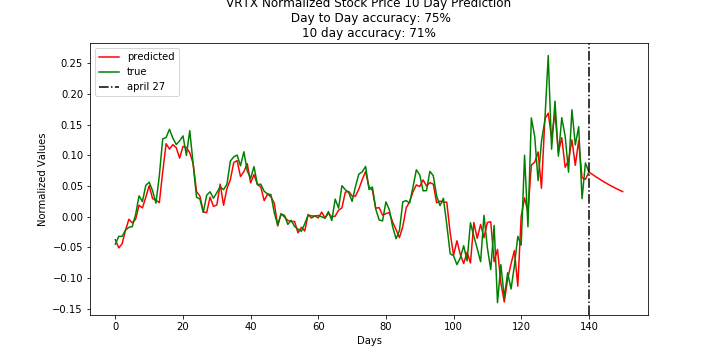 VRTX Normalized Stock Price 10 Day Prediction
Day to Day accuracy: 75%
10 day accuracy: 71%
predicted
true
april 27
0.25
0.20
0.15
0.10
0.05
0.00
−0.05
−0.10
−0.15
Normalized Values
0 20 40 60 80 100 120 140
Days